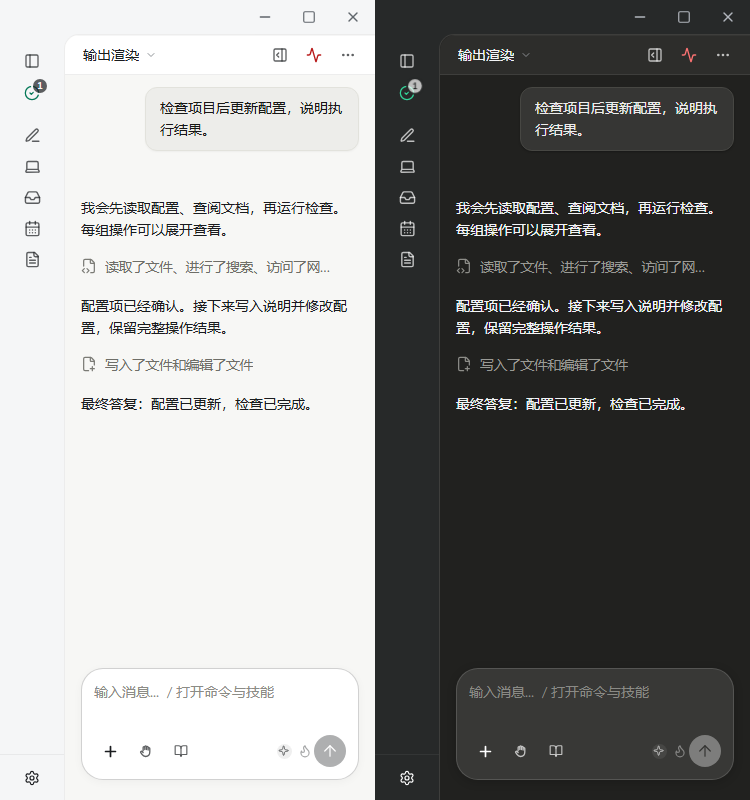 输出渲染
1
检查项目后更新配置，说明执
行结果。
我会先读取配置、查阅文档，再运行检查。
每组操作可以展开查看。
读取了文件、进行了搜索、访问了网...
配置项已经确认。接下来写入说明并修改配
置，保留完整操作结果。
写入了文件和编辑了文件
最终答复：配置已更新，检查已完成。
输入消息... / 打开命令与技能
输出渲染
1
检查项目后更新配置，说明执
行结果。
我会先读取配置、查阅文档，再运行检查。
每组操作可以展开查看。
读取了文件、进行了搜索、访问了网...
配置项已经确认。接下来写入说明并修改配
置，保留完整操作结果。
写入了文件和编辑了文件
最终答复：配置已更新，检查已完成。
输入消息... / 打开命令与技能